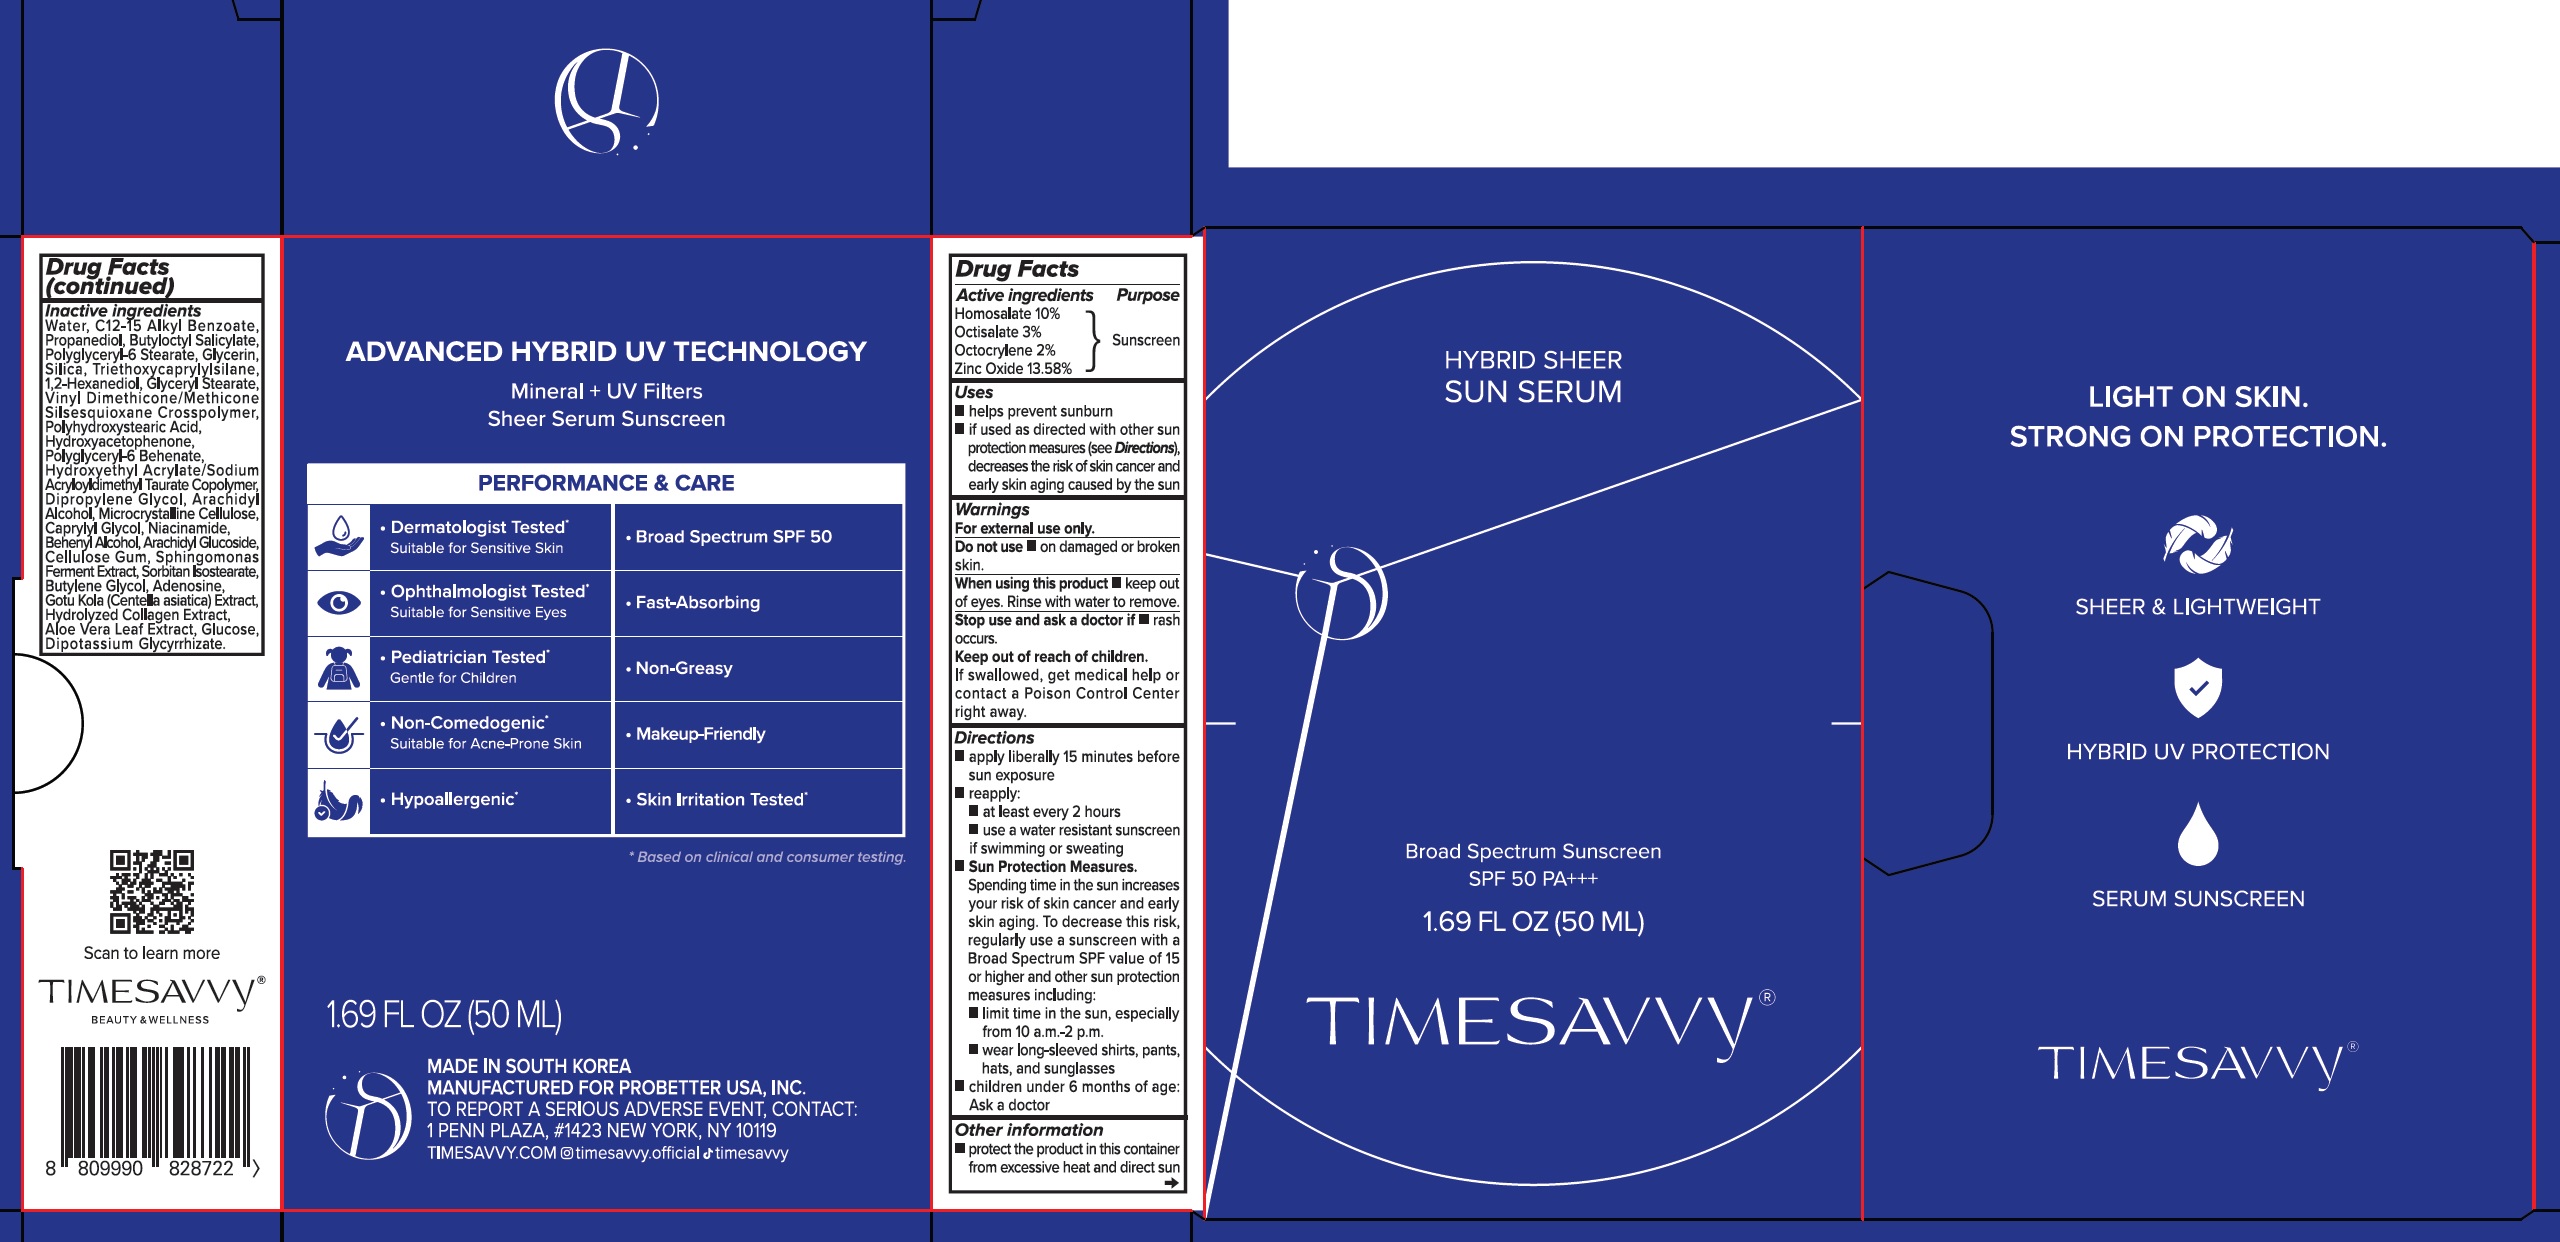 Drug Facts
(continued)
Inactive ingredients
Water, C12-15 Alkyl Benzoate,
Propanediol, Butyloctyl Salicylate,
Polyglyceryl-6 Stearate, Glycerin,
Silica, Triethoxycaprylylsilane,
1,2-Hexanediol, Glyceryl Stearate,
Vinyl Dimethicone/Methicone
Silsesquioxane Crosspolymer,
Polyhydroxystearic Acid,
Hydroxyacetophenone,
Polyglyceryl-6 Behenate,
Hydroxyethyl Acrylate/Sodium
Acryloyldimethyl Taurate Copolymer,
Dipropylene Glycol, Arachidyl
Alcohol, Microcrystalline Cellulose,
Caprylyl Glycol, Niacinamide,
Behenyl Alcohol, Arachidyl Glucoside,
Cellulose Gum, Sphingomonas
Ferment Extract, Sorbitan Isostearate,
Butylene Glycol, Adenosine,
Gotu Kola (Centella asiatica) Extract,
Hydrolyzed Collagen Extract,
Aloe Vera Leaf Extract, Glucose,
Dipotassium Glycyrrhizate.
Scan to learn more
TIMESAVVY®
BEAUTY & WELLNESS
8 809990 828722 >
ADVANCED HYBRID UV TECHNOLOGY
Mineral + UV Filters
Sheer Serum Sunscreen
PERFORMANCE & CARE
• Dermatologist Tested*
Suitable for Sensitive Skin
• Broad Spectrum SPF 50
• Ophthalmologist Tested*
Suitable for Sensitive Eyes
• Fast-Absorbing
• Pediatrician Tested*
Gentle for Children
• Non-Greasy
• Non-Comedogenic*
Suitable for Acne-Prone Skin
• Makeup-Friendly
• Hypoallergenic*
• Skin Irritation Tested*
* Based on clinical and consumer testing.
1.69 FL OZ (50 ML)
MADE IN SOUTH KOREA
MANUFACTURED FOR PROBETTER USA, INC.
TO REPORT A SERIOUS ADVERSE EVENT, CONTACT:
1 PENN PLAZA, #1423 NEW YORK, NY 10119
TIMESAVVY.COM timesavvy.official timesavvy
Drug Facts
Active ingredients Purpose
Homosalate 10%
Octisalate 3%
Octocrylene 2%
Zinc Oxide 13.58%
Sunscreen
Uses
■ helps prevent sunburn
■ if used as directed with other sun
protection measures (see Directions),
decreases the risk of skin cancer and
early skin aging caused by the sun
Warnings
For external use only.
Do not use ■ on damaged or broken
skin.
When using this product ■ keep out
of eyes. Rinse with water to remove.
Stop use and ask a doctor if ■ rash
occurs.
Keep out of reach of children.
If swallowed, get medical help or
contact a Poison Control Center
right away.
Directions
■ apply liberally 15 minutes before
sun exposure
■ reapply:
■ at least every 2 hours
■ use a water resistant sunscreen
if swimming or sweating
■ Sun Protection Measures.
Spending time in the sun increases
your risk of skin cancer and early
skin aging. To decrease this risk,
regularly use a sunscreen with a
Broad Spectrum SPF value of 15
or higher and other sun protection
measures including:
■ limit time in the sun, especially
from 10 a.m.-2 p.m.
■ wear long-sleeved shirts, pants,
hats, and sunglasses
■ children under 6 months of age:
Ask a doctor
Other information
■ protect the product in this container
from excessive heat and direct sun
HYBRID SHEER
SUN SERUM
Broad Spectrum Sunscreen
SPF 50 PA+++
1.69 FL OZ (50 ML)
TIMESAVVY®
LIGHT ON SKIN.
STRONG ON PROTECTION.
SHEER & LIGHTWEIGHT
HYBRID UV PROTECTION
SERUM SUNSCREEN
TIMESAVVY®